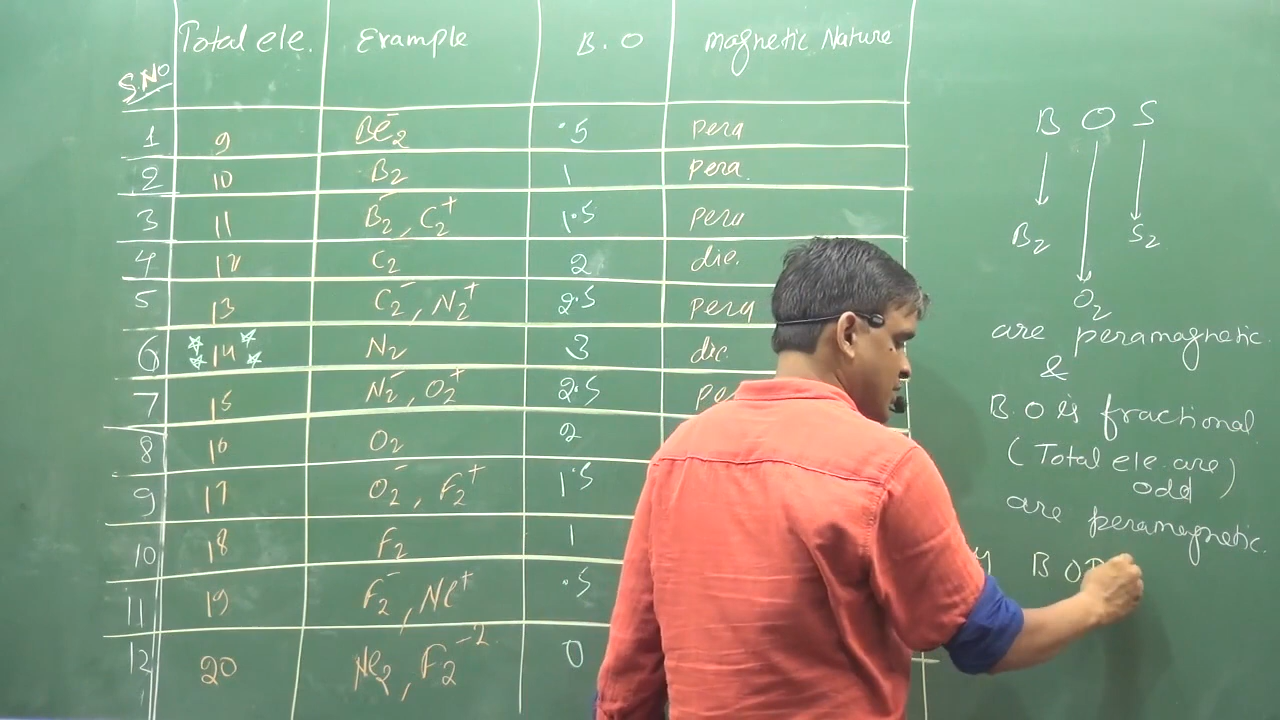 S.NO Total ele. Example B.O magnetic Nature
1 9 Be₂⁻ .5 pera
2 10 B₂ 1 pera.
3 11 B₂⁻, C₂⁺ 1.5 pera
4 12 C₂ 2 die.
5 13 C₂⁻, N₂⁺ 2.5 pera
6 14 N₂ 3 die.
7 15 N₂⁻, O₂⁺ 2.5
8 16 O₂ 2
9 17 O₂⁻, F₂⁺ 1.5
10 18 F₂ 1
11 19 F₂⁻, Ne⁺ .5
12 20 Ne₂, F₂⁻² 0
B O S
B₂ S₂
O₂
are peramagnetic.
&
B.O is fractional
(Total ele. are)
odd
are peramagnetic.
B O